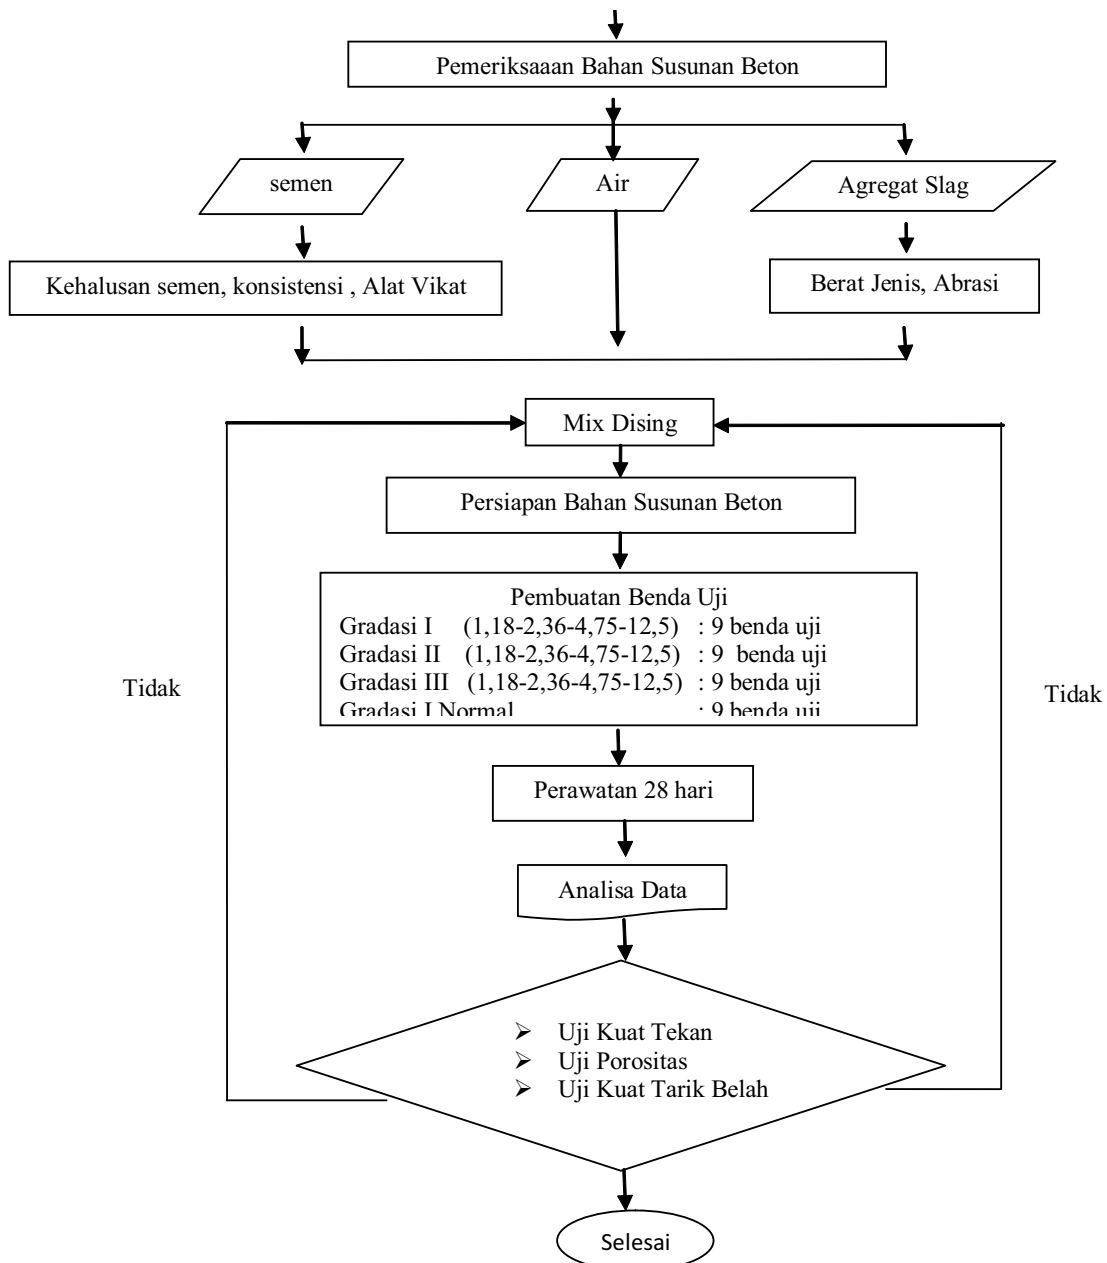 Pemeriksaaan Bahan Susunan Beton
semen
Air
Agregat Slag
Kehalusan semen, konsistensi , Alat Vikat
Berat Jenis, Abrasi
Mix Dising
Persiapan Bahan Susunan Beton
Pembuatan Benda Uji
Gradasi I (1,18-2,36-4,75-12,5) : 9 benda uji
Gradasi II (1,18-2,36-4,75-12,5) : 9 benda uji
Gradasi III (1,18-2,36-4,75-12,5) : 9 benda uji
Gradasi I Normal : 9 benda uji
Tidak
Tidak
Perawatan 28 hari
Analisa Data
➢ Uji Kuat Tekan
➢ Uji Porositas
➢ Uji Kuat Tarik Belah
Selesai